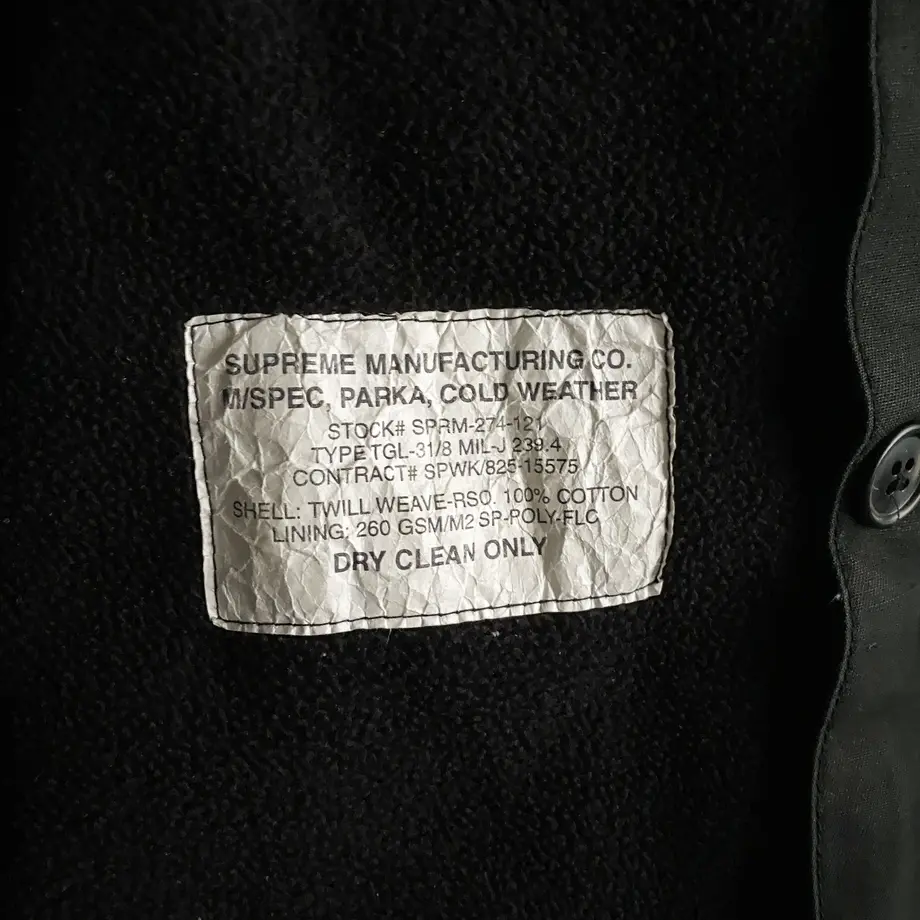 SUPREME MANUFACTURING CO.
M/SPEC, PARKA, COLD WEATHER
STOCK# SPRM-274-121
TYPE TGL-31/8 MIL-J 239.4
CONTRACT# SPWK/825-15575
SHELL: TWILL WEAVE-RSO. 100% COTTON
LINING: 260 GSM/M2 SP-POLY-FLC
DRY CLEAN ONLY